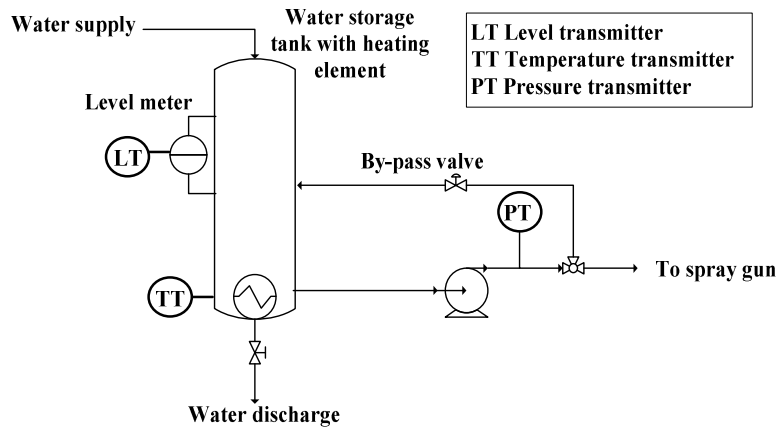 Water supply
Water storage
tank with heating
element
LT Level transmitter
TT Temperature transmitter
PT Pressure transmitter
Level meter
LT
By-pass valve
PT
To spray gun
TT
Water discharge